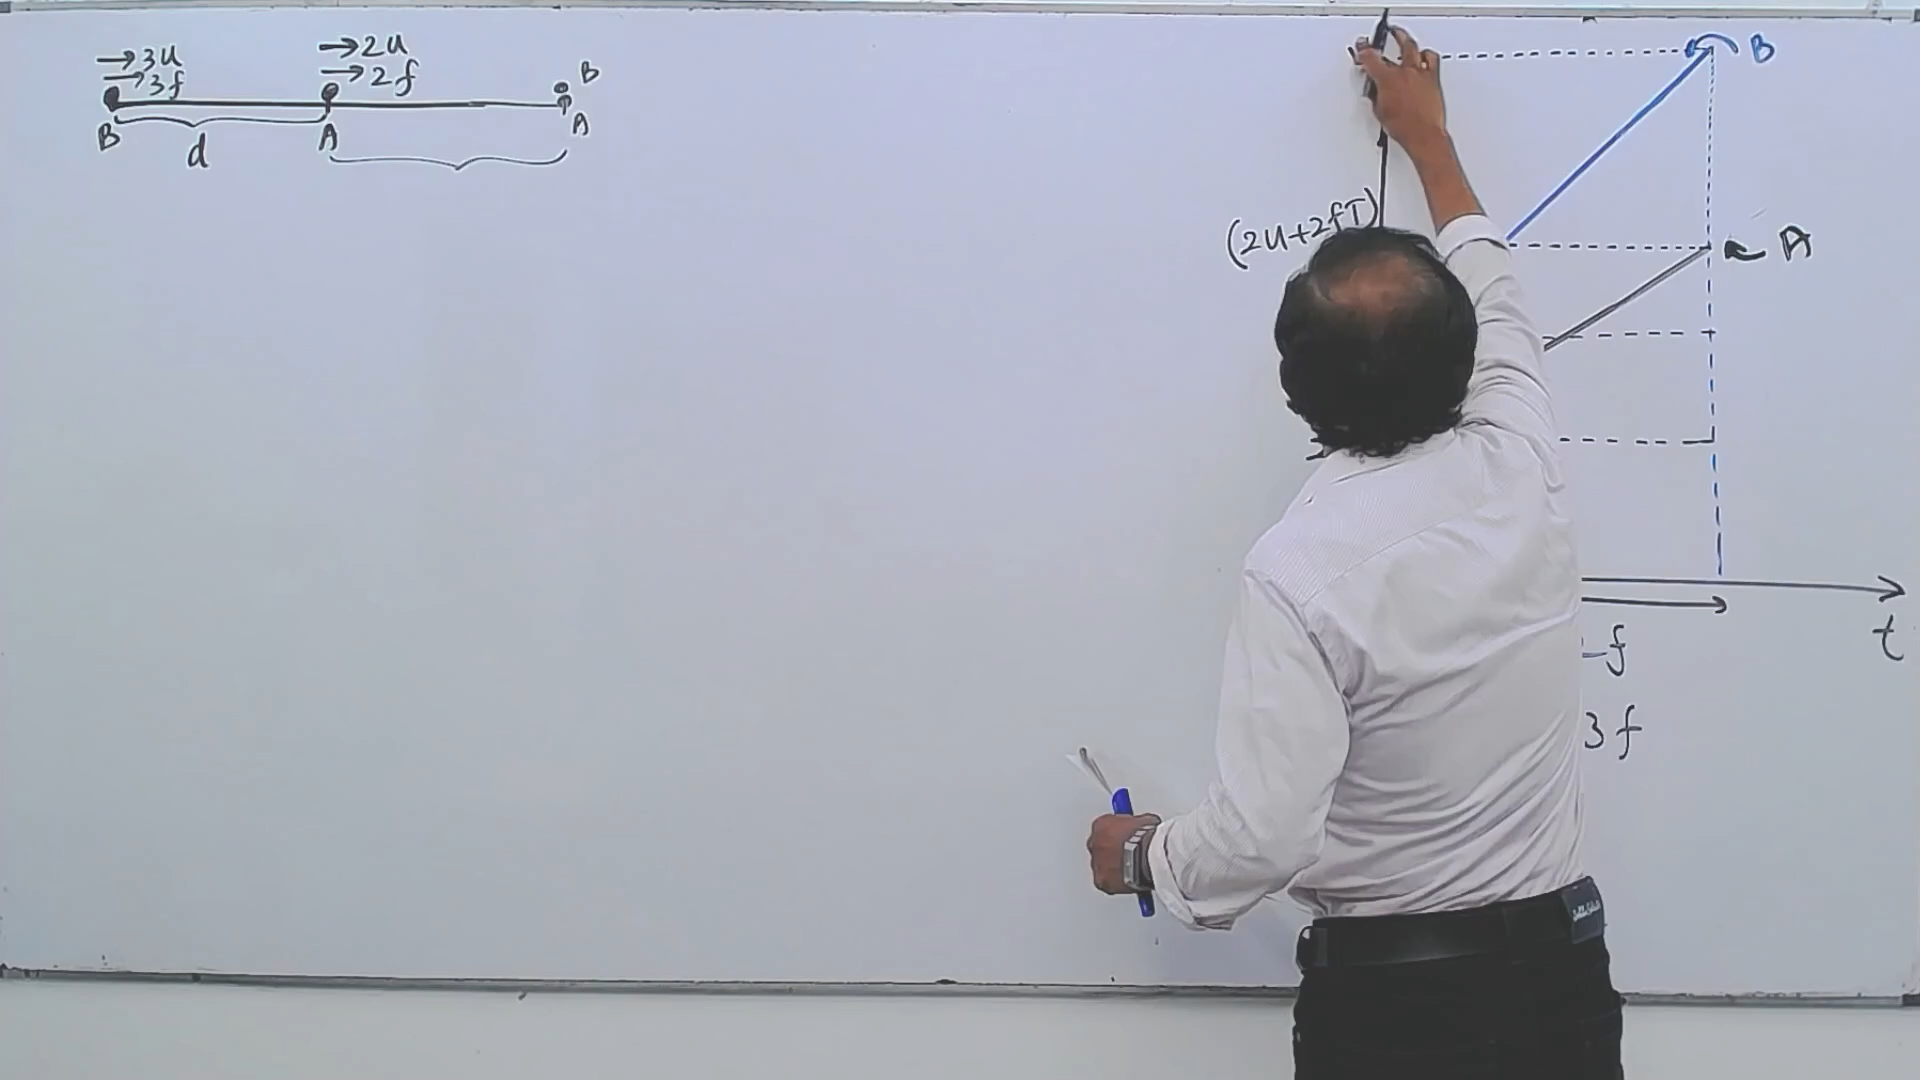 →3u
→3f
B
d
→2u
→2f
A
B
A
(2u+2fT)
B
A
t
f
3f